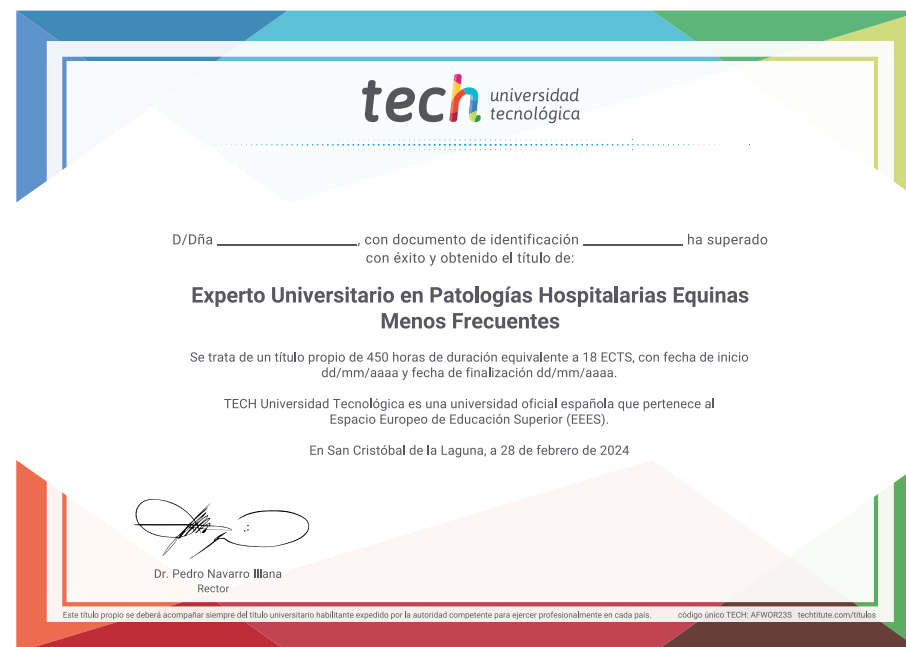 tech universidad
tecnológica
D/Dña ____________, con documento de identificación ____________ ha superado
con éxito y obtenido el título de:
Experto Universitario en Patologías Hospitalarias Equinas
Menos Frecuentes
Se trata de un título propio de 450 horas de duración equivalente a 18 ECTS, con fecha de inicio
dd/mm/aaaa y fecha de finalización dd/mm/aaaa.
TECH Universidad Tecnológica es una universidad oficial española que pertenece al
Espacio Europeo de Educación Superior (EEES).
En San Cristóbal de la Laguna, a 28 de febrero de 2024
Dr. Pedro Navarro Illana
Rector
Este título propio se deberá acompañar siempre del título universitario habilitante expedido por la autoridad competente para ejercer profesionalmente en cada país. código único TECH: AFWOR23S techtitute.com/titulos